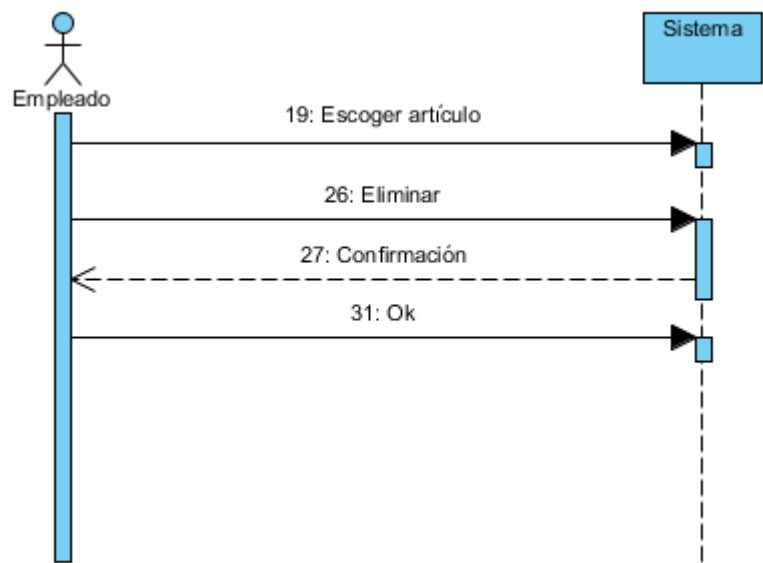 Sistema
Empleado
19: Escoger artículo
26: Eliminar
27: Confirmación
31: Ok